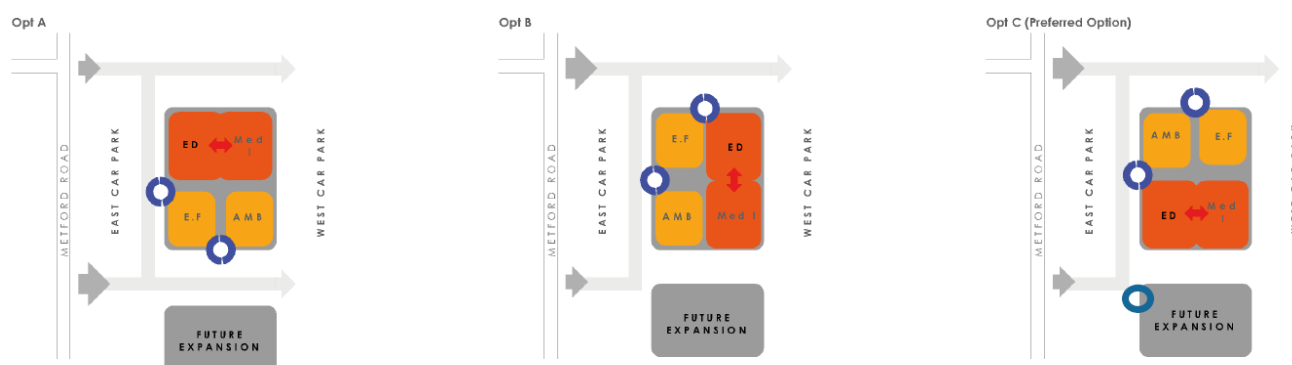 Opt A
METFORD ROAD
EAST CAR PARK
ED
Med
I
E.F
AMB
WEST CAR PARK
FUTURE
EXPANSION
Opt B
METFORD ROAD
EAST CAR PARK
E.F
ED
AMB
Med I
WEST CAR PARK
FUTURE
EXPANSION
Opt C (Preferred Option)
METFORD ROAD
EAST CAR PARK
AMB
E.F
ED
Med
I
FUTURE
EXPANSION